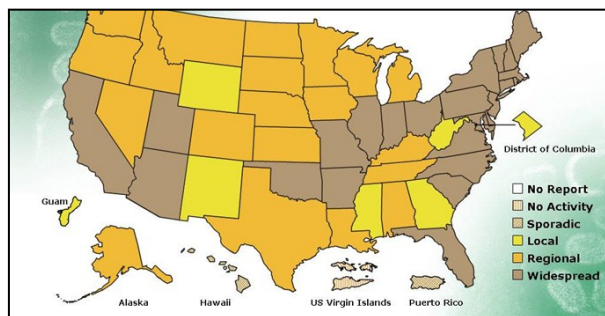 District of Columbia
Guam
No Report
No Activity
Sporadic
Local
Regional
Widespread
Alaska
Hawaii
US Virgin Islands
Puerto Rico